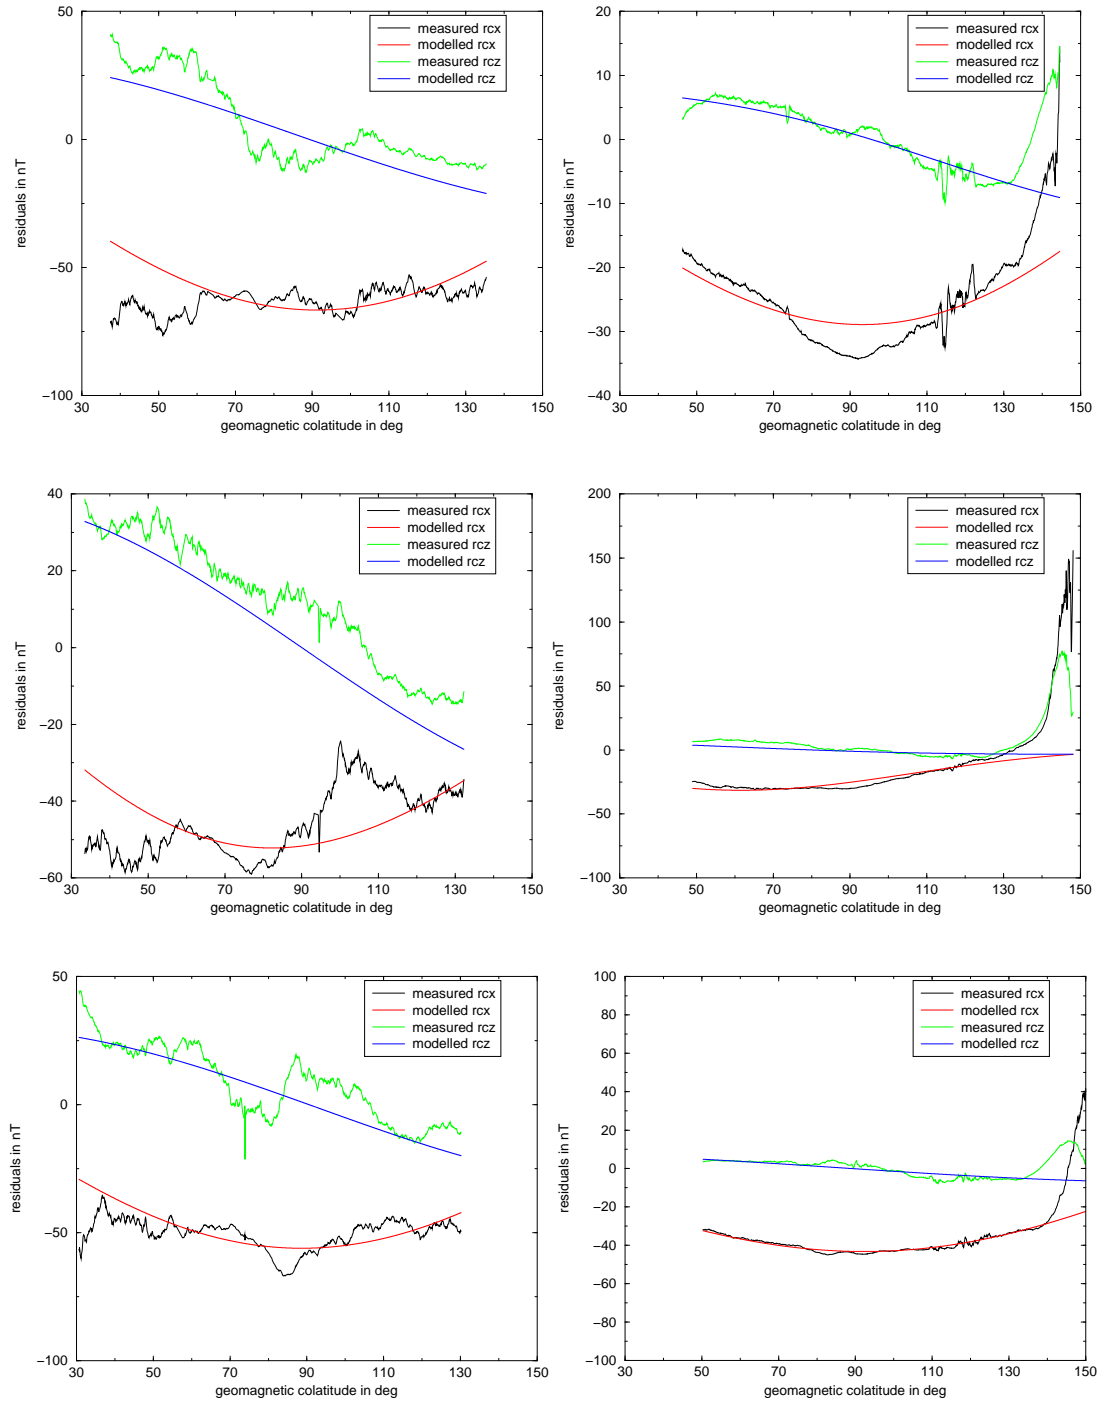 50
0
−50
−100
30
50
70
90
110
130
150
residuals in nT
geomagnetic colatitude in deg
measured rcx
modelled rcx
measured rcz
modelled rcz
20
10
0
−10
−20
−30
−40
30
50
70
90
110
130
150
residuals in nT
geomagnetic colatitude in deg
measured rcx
modelled rcx
measured rcz
modelled rcz
40
20
0
−20
−40
−60
30
50
70
90
110
130
150
residuals in nT
geomagnetic colatitude in deg
measured rcx
modelled rcx
measured rcz
modelled rcz
200
150
100
50
0
−50
−100
30
50
70
90
110
130
150
residuals in nT
geomagnetic colatitude in deg
measured rcx
modelled rcx
measured rcz
modelled rcz
50
0
−50
−100
30
50
70
90
110
130
150
residuals in nT
geomagnetic colatitude in deg
measured rcx
modelled rcx
measured rcz
modelled rcz
100
80
60
40
20
0
−20
−40
−60
−80
−100
30
50
70
90
110
130
150
residuals in nT
geomagnetic colatitude in deg
measured rcx
modelled rcx
measured rcz
modelled rcz